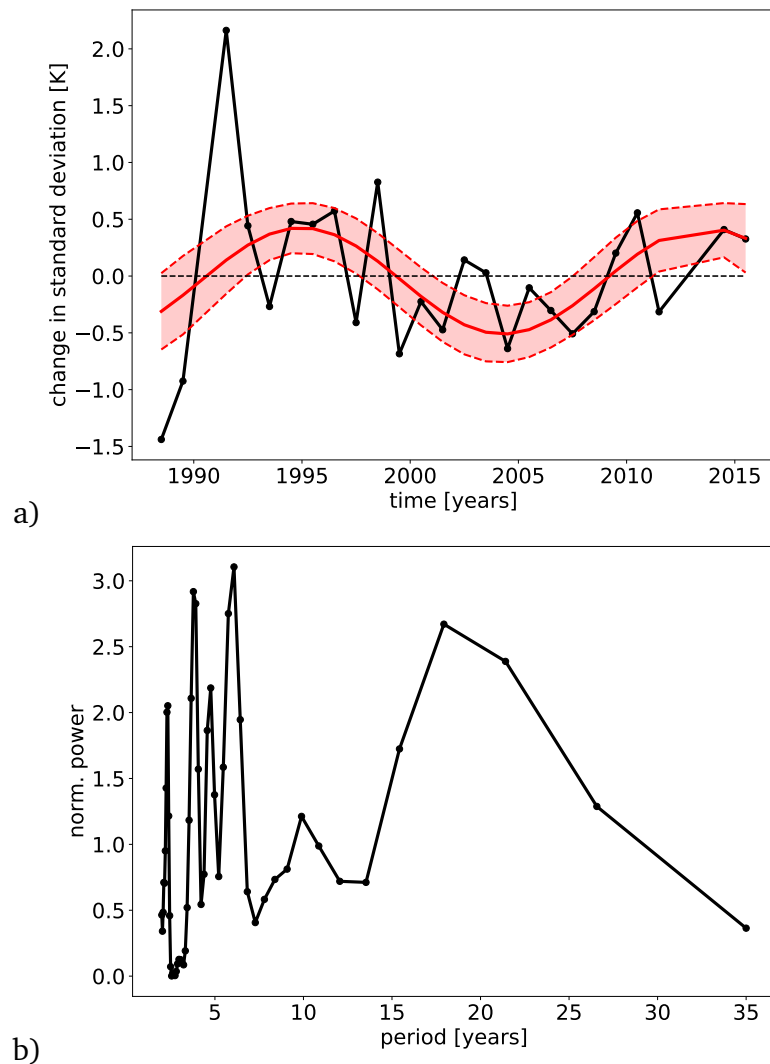 change in standard deviation [K]
2.0
1.5
1.0
0.5
0.0
−0.5
−1.0
−1.5
1990 1995 2000 2005 2010 2015
time [years]
a)
norm. power
3.0
2.5
2.0
1.5
1.0
0.5
0.0
5 10 15 20 25 30 35
period [years]
b)